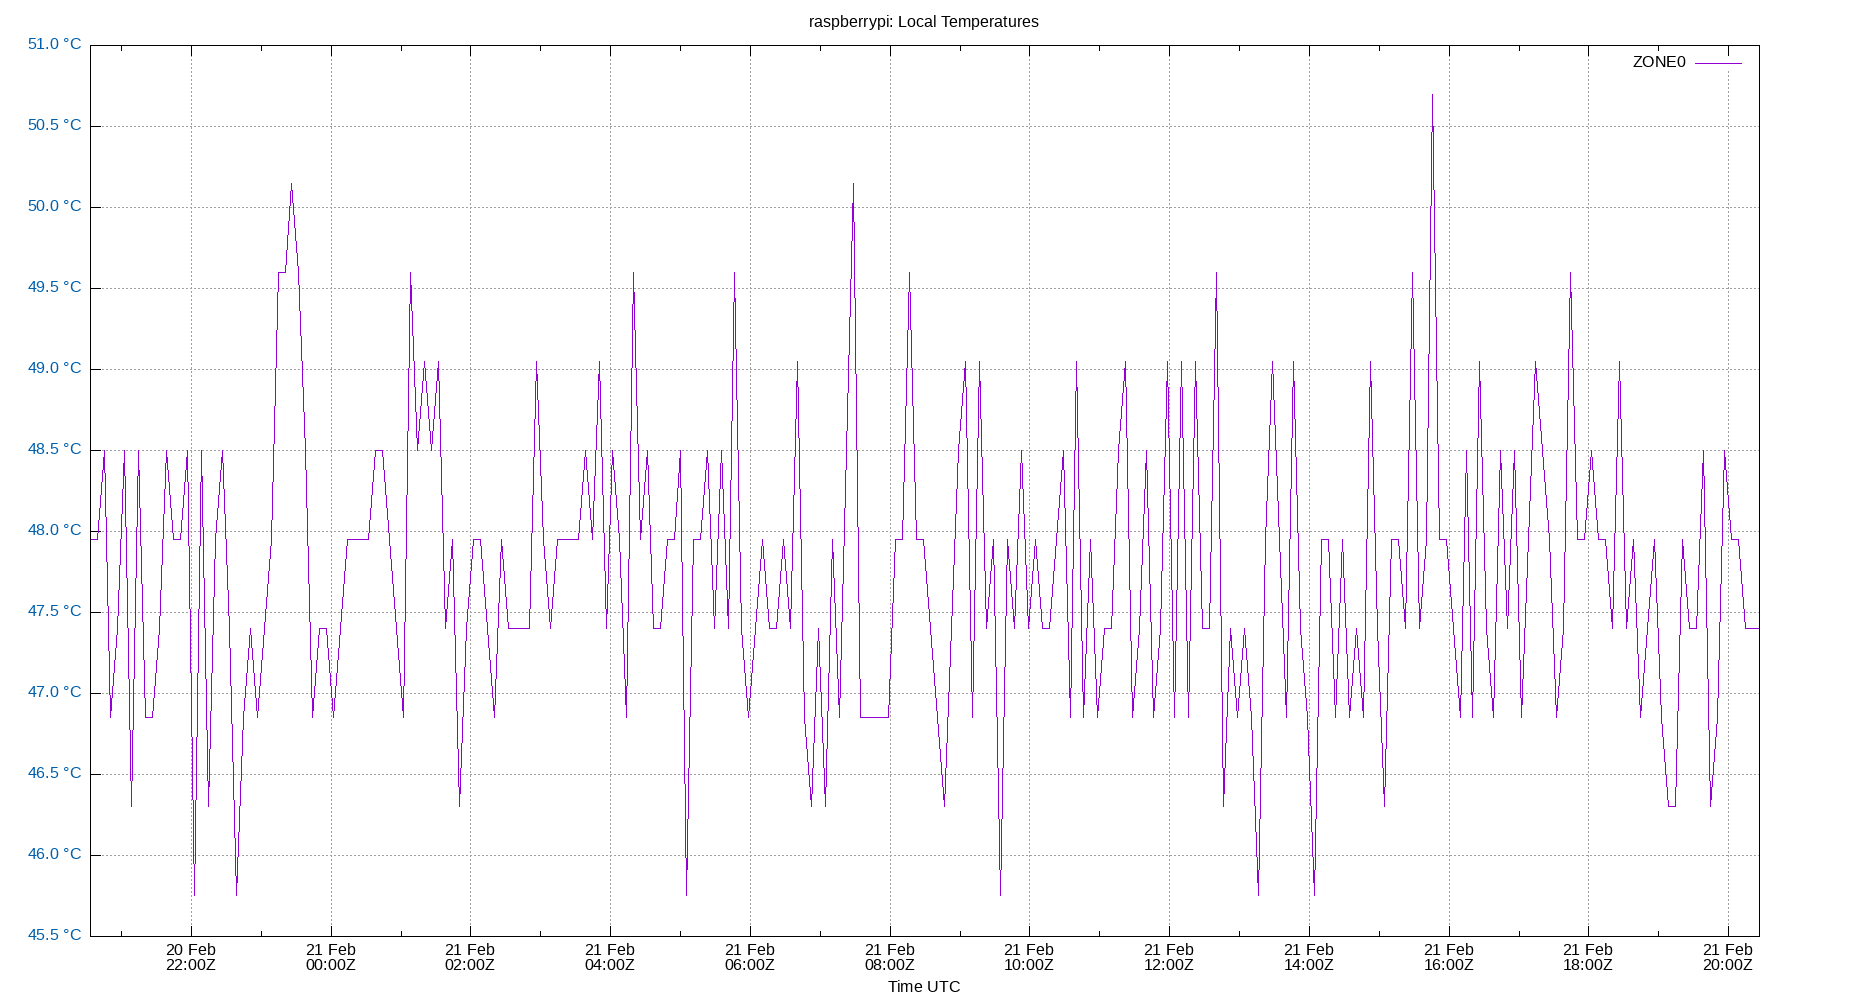 raspberrypi: Local Temperatures
ZONE0
51.0 °C
50.5 °C
50.0 °C
49.5 °C
49.0 °C
48.5 °C
48.0 °C
47.5 °C
47.0 °C
46.5 °C
46.0 °C
45.5 °C
20 Feb
22:00Z
21 Feb
00:00Z
21 Feb
02:00Z
21 Feb
04:00Z
21 Feb
06:00Z
21 Feb
08:00Z
21 Feb
10:00Z
21 Feb
12:00Z
21 Feb
14:00Z
21 Feb
16:00Z
21 Feb
18:00Z
21 Feb
20:00Z
Time UTC